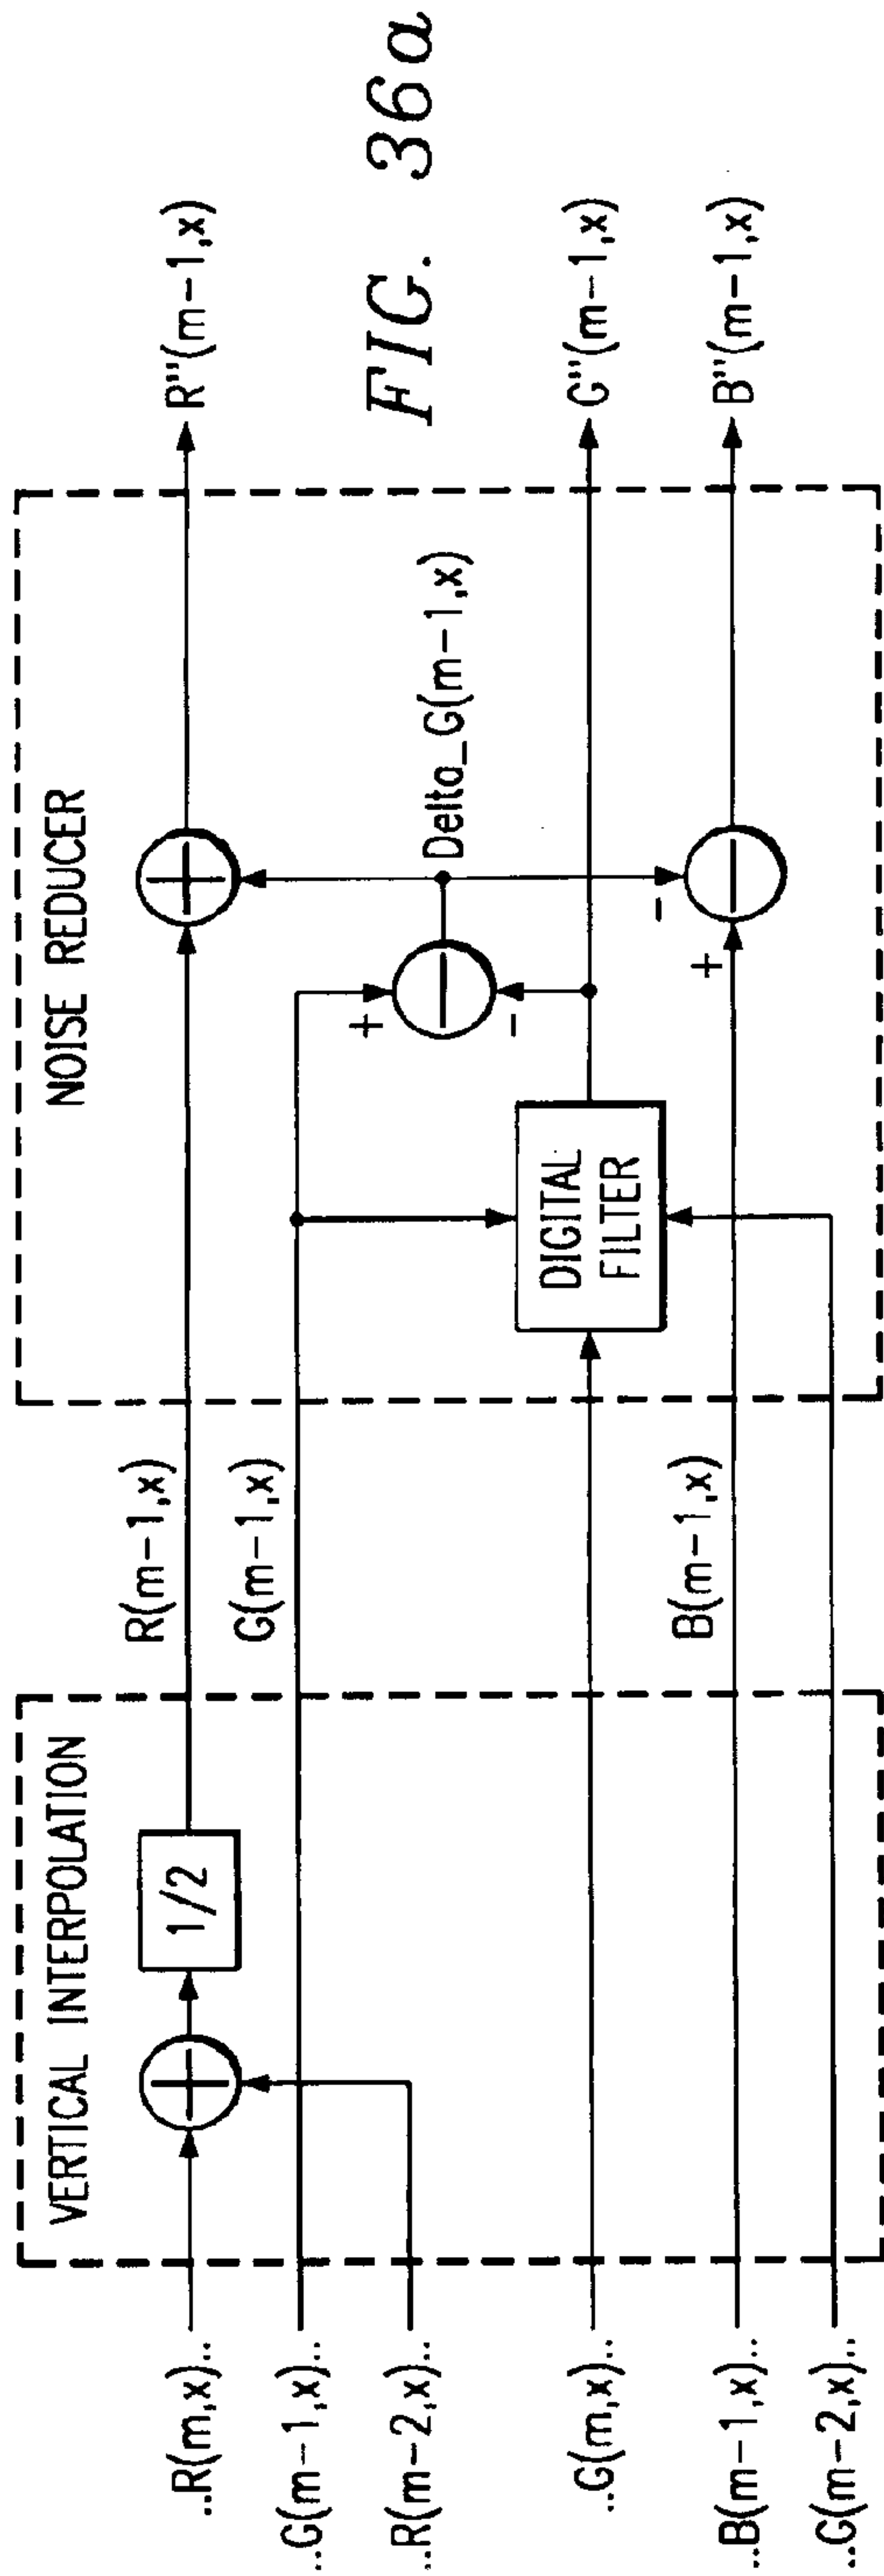 FIG. 36a
VERTICAL INTERPOLATION
NOISE REDUCER
..R(m,x)..
..G(m-1,x)..
..R(m-2,x)..
..G(m,x)..
..B(m-1,x)..
..G(m-2,x)..
+
1/2
R(m-1,x)
G(m-1,x)
B(m-1,x)
DIGITAL
FILTER
+
-
-
+
Delta_G(m-1,x)
+
-
-
R"(m-1,x)
G"(m-1,x)
B"(m-1,x)